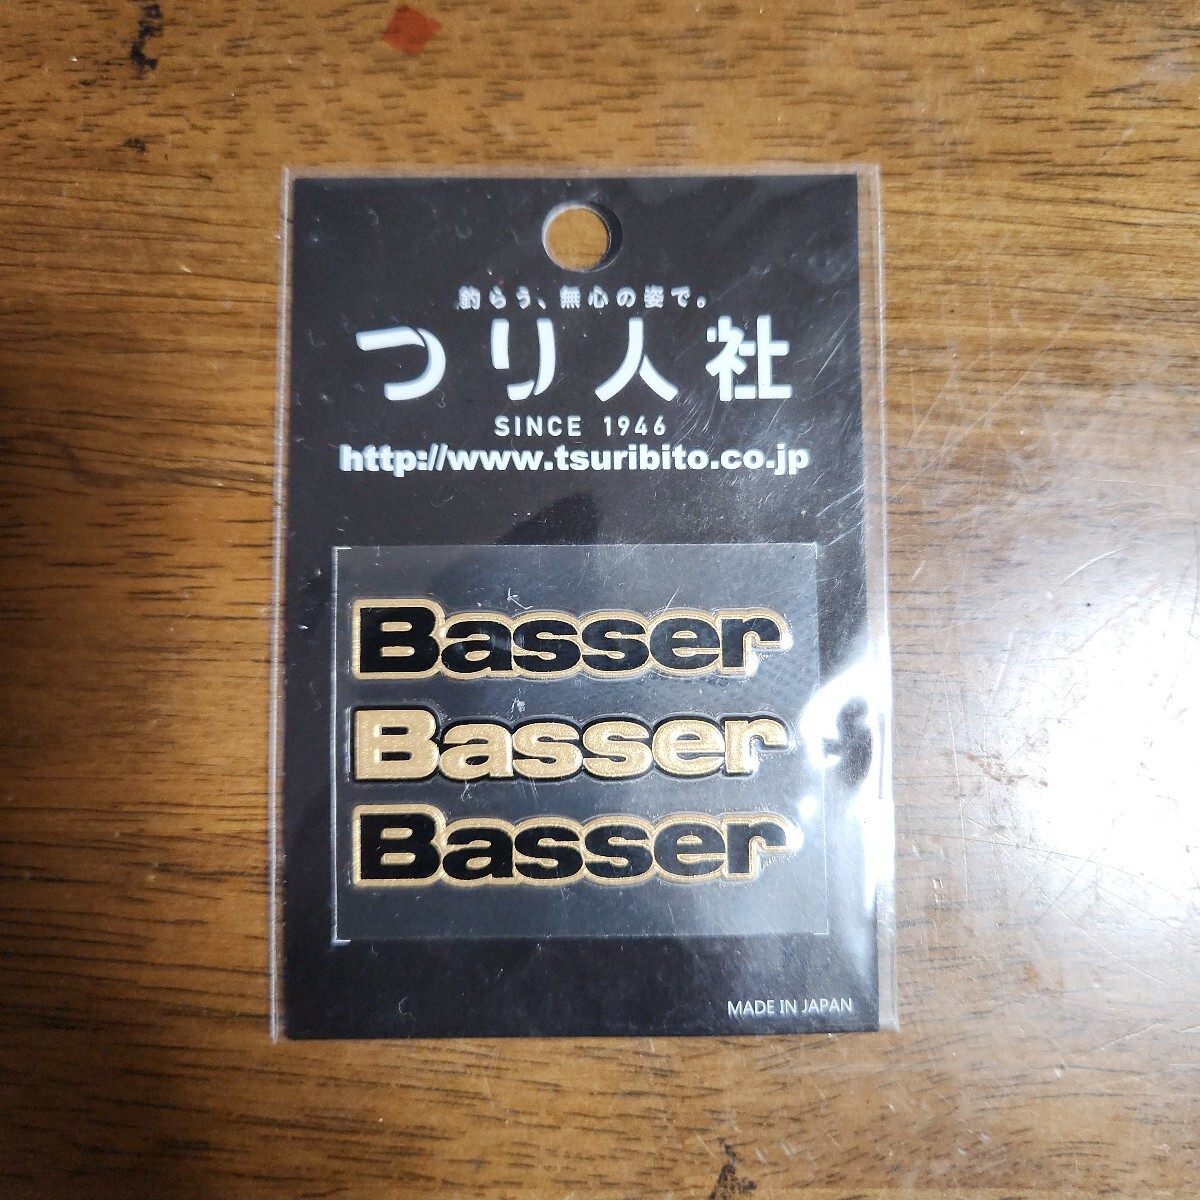 釣らう、無心の姿で。
つり人社
SINCE 1946
http://www.tsuribito.co.jp
Basser
Basser
Basser
MADE IN JAPAN